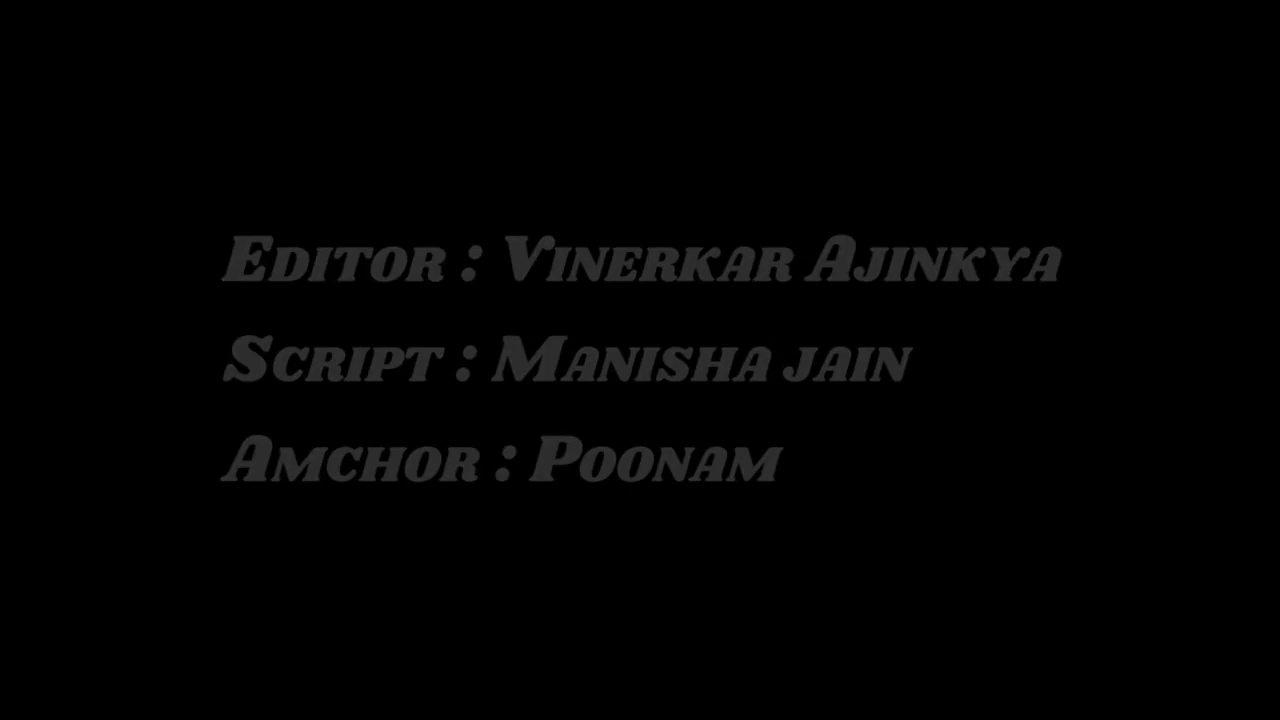 Editor : Vinerkar Ajinkya
Script : Manisha jain
Amchor : Poonam